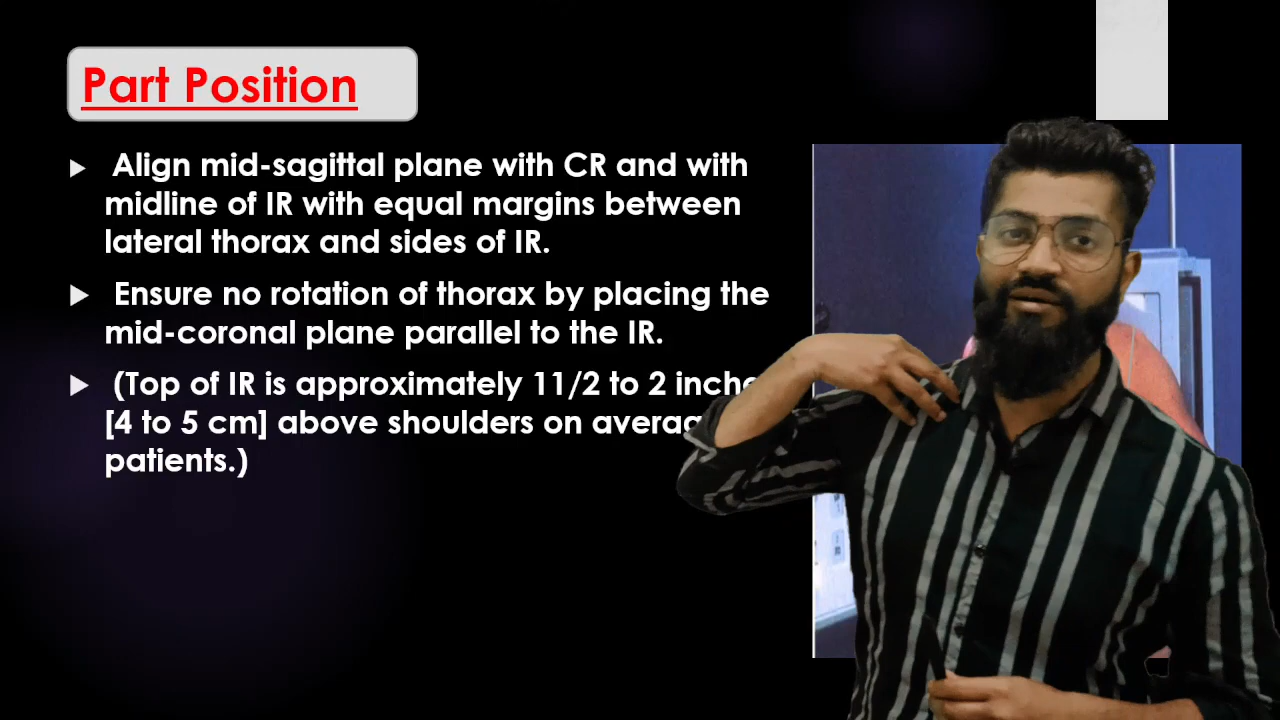 Part Position
Align mid-sagittal plane with CR and with
midline of IR with equal margins between
lateral thorax and sides of IR.
Ensure no rotation of thorax by placing the
mid-coronal plane parallel to the IR.
(Top of IR is approximately 11/2 to 2
[4 to 5 cm] above shoulders on
patients.)